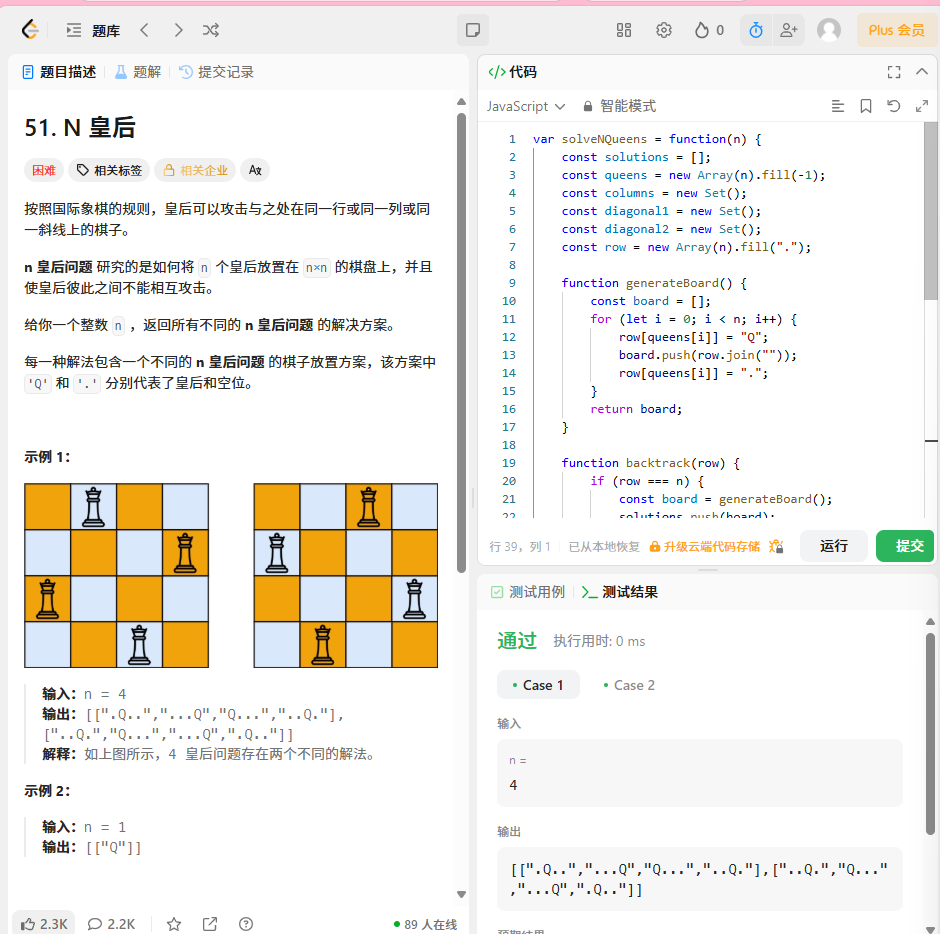 题库
0
Plus 会员
题目描述
题解
提交记录
51. N 皇后
困难
相关标签
相关企业
按照国际象棋的规则，皇后可以攻击与之处在同一行或同一列或同
一斜线上的棋子。
n 皇后问题 研究的是如何将 n 个皇后放置在 n×n 的棋盘上，并且
使皇后彼此之间不能相互攻击。
给你一个整数 n ，返回所有不同的 n 皇后问题 的解决方案。
每一种解法包含一个不同的 n 皇后问题 的棋子放置方案，该方案中
'Q' 和 '.' 分别代表了皇后和空位。
示例 1：
输入：n = 4
输出：[[".Q..","...Q","Q...","..Q."],
["..Q.","Q...","...Q",".Q.."]]
解释：如上图所示，4 皇后问题存在两个不同的解法。
示例 2：
输入：n = 1
输出：[["Q"]]
2.3K
2.2K
89 人在线
</> 代码
JavaScript
智能模式
1 var solveNQueens = function(n) {
2 const solutions = [];
3 const queens = new Array(n).fill(-1);
4 const columns = new Set();
5 const diagonal1 = new Set();
6 const diagonal2 = new Set();
7 const row = new Array(n).fill(".");
8
9 function generateBoard() {
10 const board = [];
11 for (let i = 0; i < n; i++) {
12 row[queens[i]] = "Q";
13 board.push(row.join(""));
14 row[queens[i]] = ".";
15 }
16 return board;
17 }
18
19 function backtrack(row) {
20 if (row === n) {
21 const board = generateBoard();
22 solutions.push(board);
行 39，列 1
已从本地恢复
升级云端代码存储
运行
提交
测试用例
测试结果
通过
执行用时: 0 ms
Case 1
Case 2
输入
n =
4
输出
[[".Q..","...Q","Q...","..Q."],["..Q.","Q..."
,"...Q",".Q.."]]
预期结果